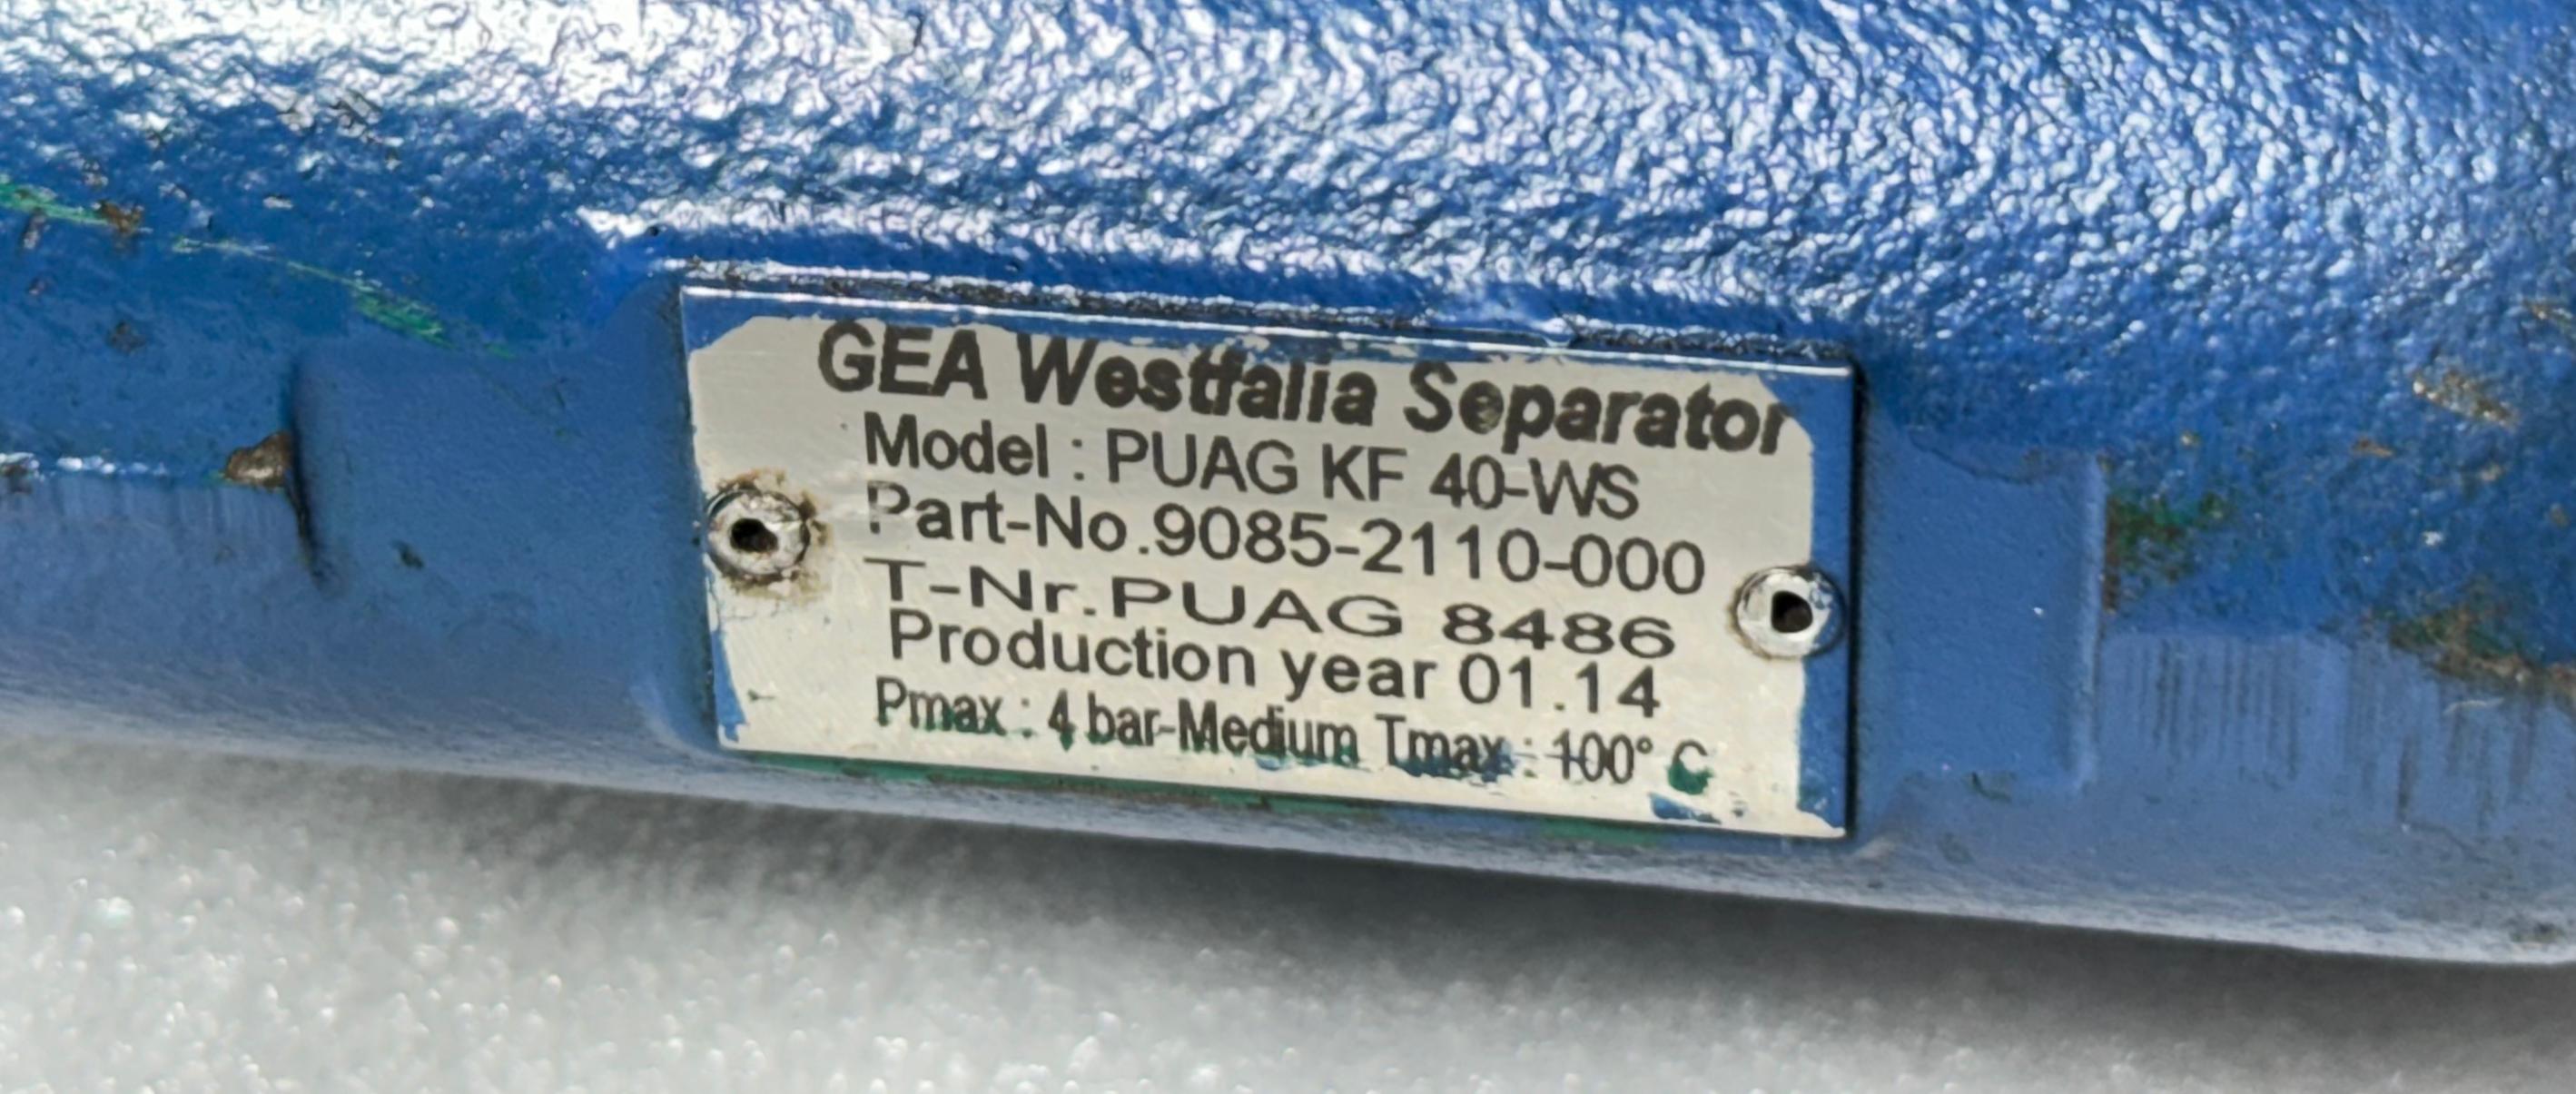 GEA Westfalia Separator
Model : PUAG KF 40-WS
Part-No.9085-2110-000
T-Nr.PUAG 8486
Production year 01.14
Pmax : 4 bar-Medium Tmax : 100° C